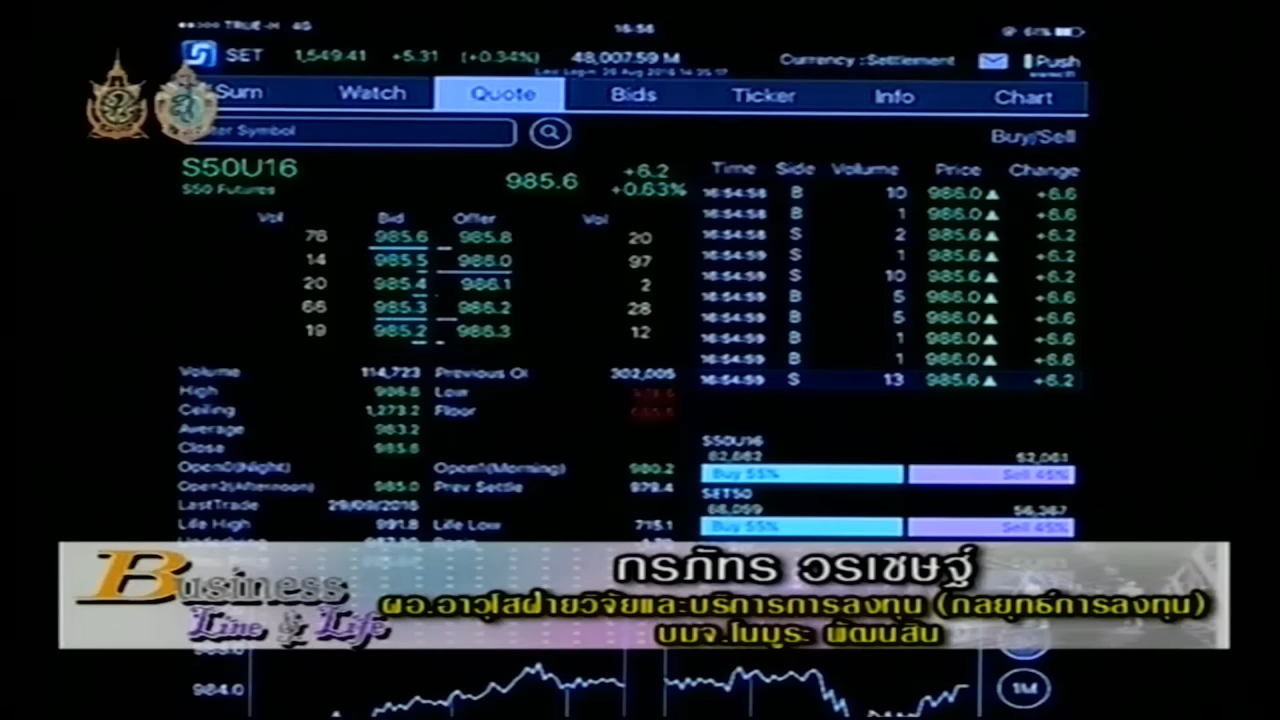 TRUE-H 4G 16:56 61%
SET 1,549.41 +5.31 (+0.34%) 48,007.59 M Currency :Settlement Push
Sum Watch Quote Bids Ticker Info Chart
Symbol Buy/Sell
S50U16 985.6 +6.2
S50 Futures +0.63%
Vol Bid Offer Vol
76 985.6 985.8 20
14 985.5 986.0 97
20 985.4 986.1 2
66 985.3 986.2 28
19 985.2 986.3 12
Time Side Volume Price Change
16:54:58 B 10 986.0▲ +6.6
16:54:58 B 1 986.0▲ +6.6
16:54:58 S 2 985.6▲ +6.2
16:54:59 S 1 985.6▲ +6.2
16:54:59 S 10 985.6▲ +6.2
16:54:59 B 5 986.0▲ +6.6
16:54:59 B 5 986.0▲ +6.6
16:54:59 B 1 986.0▲ +6.6
16:54:59 B 1 986.0▲ +6.6
16:54:59 S 13 985.6▲ +6.2
Volume 114,723 Previous OI 302,005
High Low
Ceiling 1,273.2 Floor
Average 983.2
Close 985.6
Open0(Night) Open1(Morning) 980.2
Open2(Afternoon) 985.0 Prev Settle 979.4
LastTrade 29/09/2016
Life High 991.8 Life Low 715.1
S50U16
Buy 55% Sell 45%
SET50
Buy 55% Sell 45%
Business
Line & Life
กรภัทร วรเชษฐ์
ผอ.อาวุโสฝ่ายวิจัยและบริการการลงทุน (กลยุทธ์การลงทุน)
บมจ.โนมูระ พัฒนสิน
984.0 1M